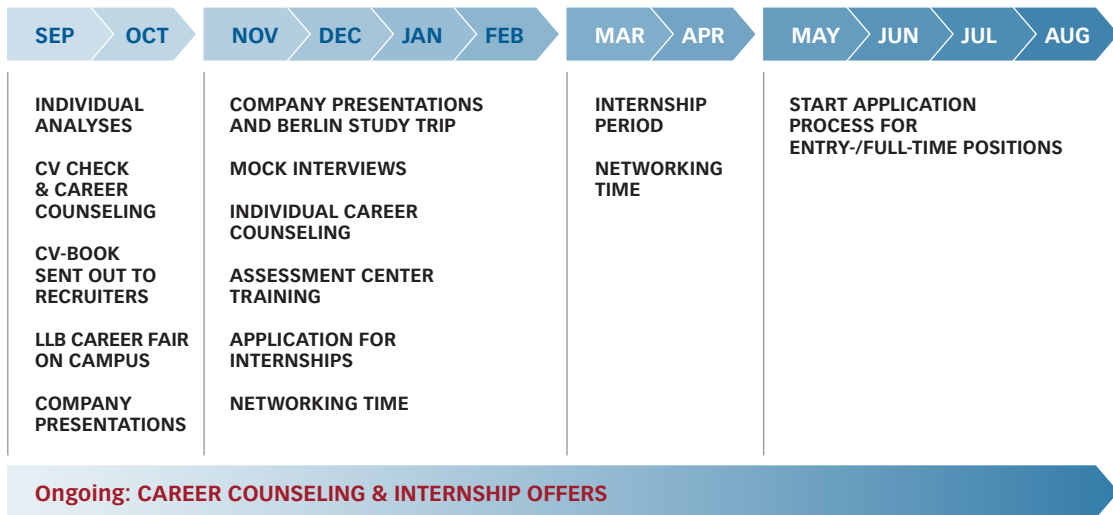 SEP OCT NOV DEC JAN FEB MAR APR MAY JUN JUL AUG
INDIVIDUAL
ANALYSES
CV CHECK
& CAREER
COUNSELING
CV-BOOK
SENT OUT TO
RECRUITERS
LLB CAREER FAIR
ON CAMPUS
COMPANY
PRESENTATIONS
COMPANY PRESENTATIONS
AND BERLIN STUDY TRIP
MOCK INTERVIEWS
INDIVIDUAL CAREER
COUNSELING
ASSESSMENT CENTER
TRAINING
APPLICATION FOR
INTERNSHIPS
NETWORKING TIME
INTERNSHIP
PERIOD
NETWORKING
TIME
START APPLICATION
PROCESS FOR
ENTRY-/FULL-TIME POSITIONS
Ongoing: CAREER COUNSELING & INTERNSHIP OFFERS